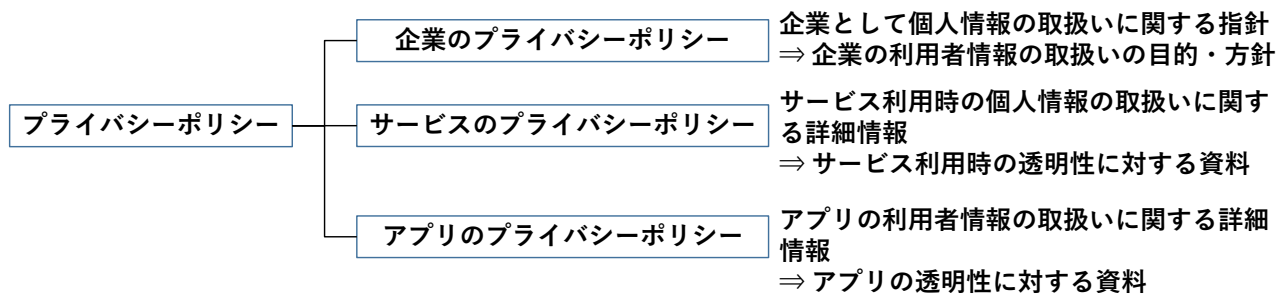 プライバシーポリシー
企業のプライバシーポリシー
企業として個人情報の取扱いに関する指針
⇒ 企業の利用者情報の取扱いの目的・方針
サービスのプライバシーポリシー
サービス利用時の個人情報の取扱いに関す
る詳細情報
⇒ サービス利用時の透明性に対する資料
アプリのプライバシーポリシー
アプリの利用者情報の取扱いに関する詳細
情報
⇒ アプリの透明性に対する資料